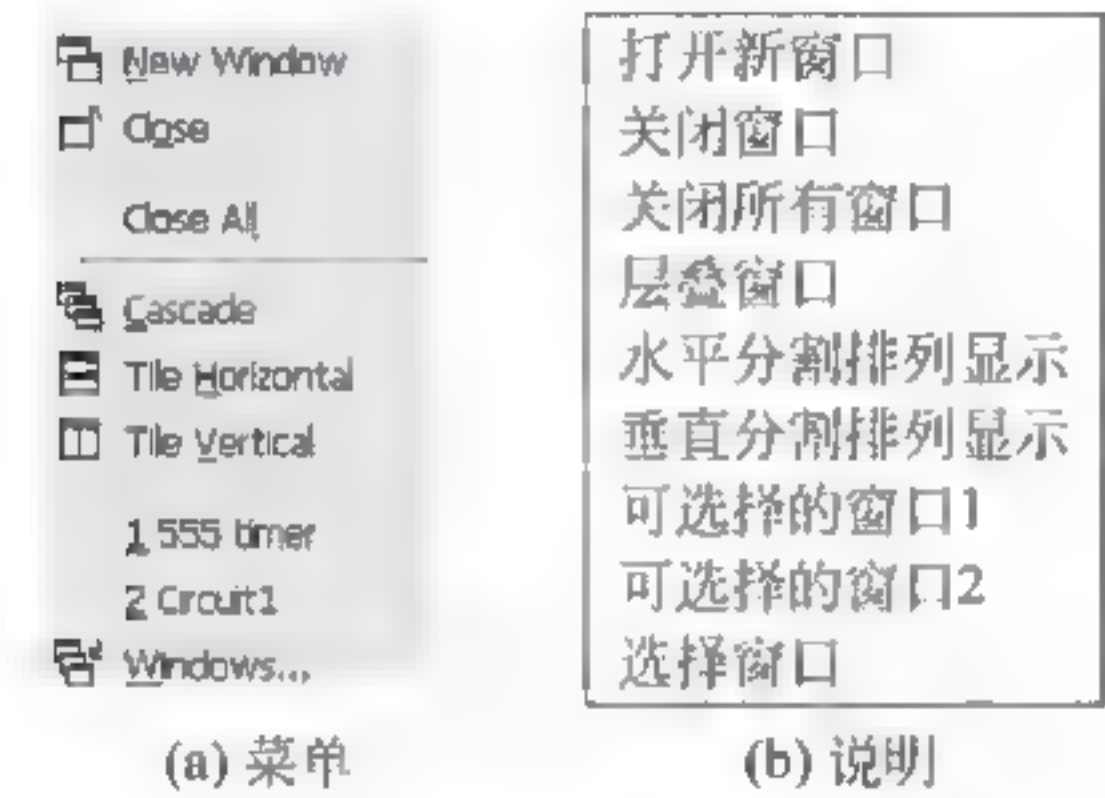 New Window
Close
Close All
Cascade
Tile Horizontal
Tile Vertical
1 555 timer
2 Circuit1
Windows...
(a) 菜单
打开新窗口
关闭窗口
关闭所有窗口
层叠窗口
水平分割排列显示
垂直分割排列显示
可选择的窗口1
可选择的窗口2
选择窗口
(b) 说明